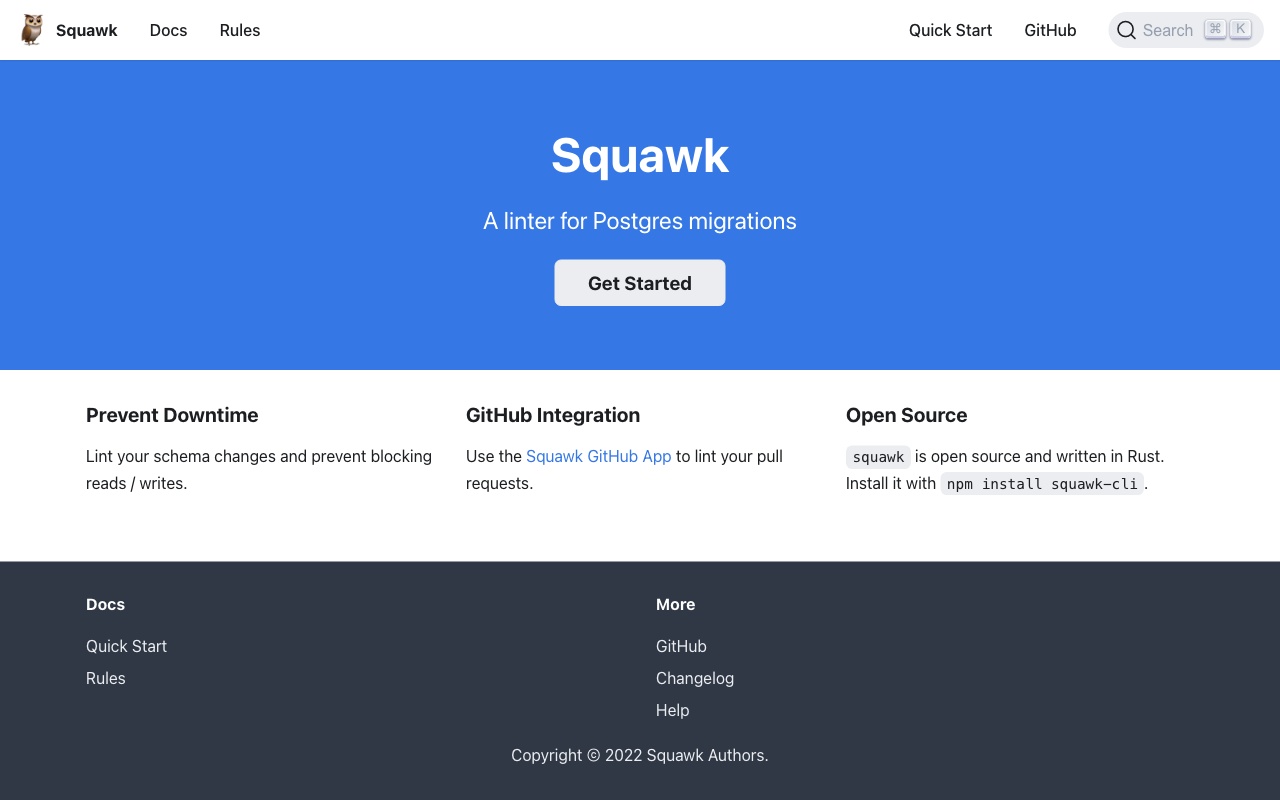 Squawk Docs Rules Quick Start GitHub Search ⌘ K
Squawk
A linter for Postgres migrations
Get Started
Prevent Downtime
Lint your schema changes and prevent blocking
reads / writes.
GitHub Integration
Use the Squawk GitHub App to lint your pull
requests.
Open Source
squawk is open source and written in Rust.
Install it with npm install squawk-cli.
Docs
Quick Start
Rules
More
GitHub
Changelog
Help
Copyright © 2022 Squawk Authors.